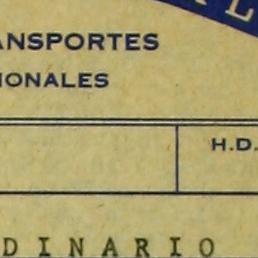 ANSPORTES
IONALES
H.D.
DINARIO